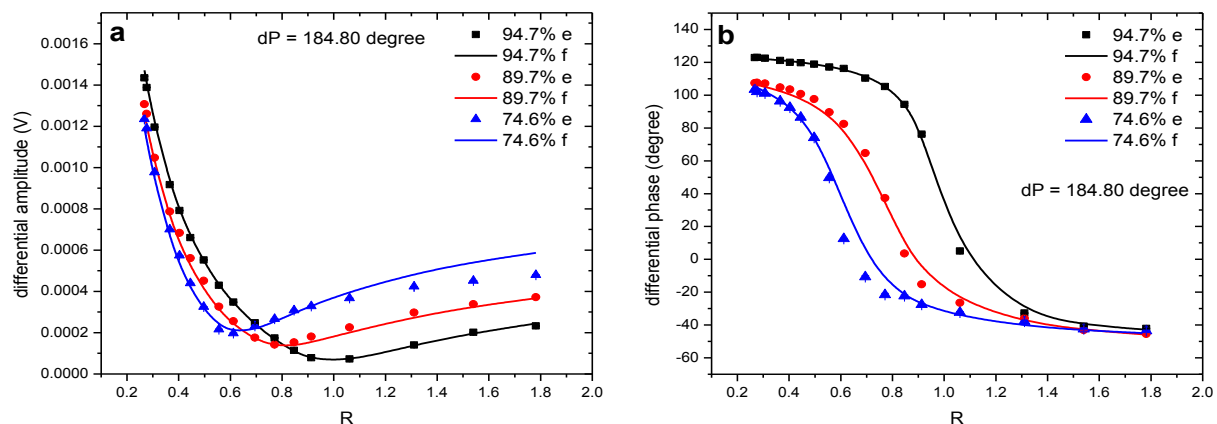 a
dP = 184.80 degree
94.7% e
94.7% f
89.7% e
89.7% f
74.6% e
74.6% f
differential amplitude (V)
0.0016
0.0014
0.0012
0.0010
0.0008
0.0006
0.0004
0.0002
0.0000
0.2 0.4 0.6 0.8 1.0 1.2 1.4 1.6 1.8 2.0
R
b
94.7% e
94.7% f
89.7% e
89.7% f
74.6% e
74.6% f
dP = 184.80 degree
differential phase (degree)
140
120
100
80
60
40
20
0
-20
-40
-60
0.0 0.2 0.4 0.6 0.8 1.0 1.2 1.4 1.6 1.8 2.0
R